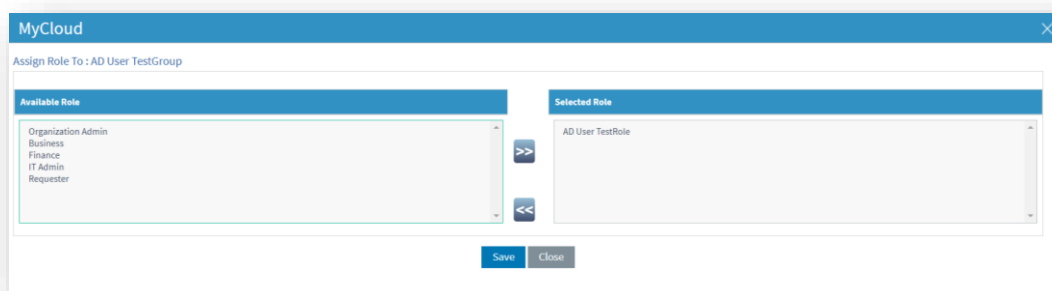 MyCloud
Assign Role To : AD User TestGroup
Available Role
Organization Admin
Business
Finance
IT Admin
Requester
>>
<<
Selected Role
AD User TestRole
Save
Close